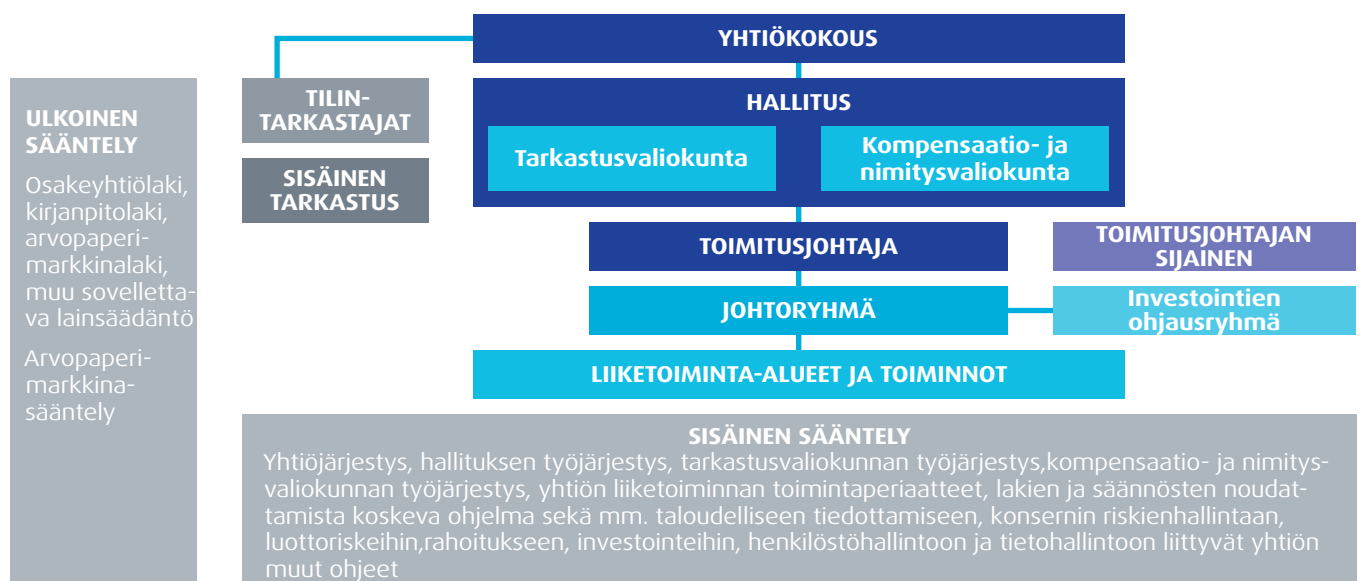 YHTIÖKOKOUS
ULKOINEN
SÄÄNTELY
Osakeyhtiölaki,
kirjanpitolaki,
arvopaperi-
markkinalaki,
muu sovelletta-
va lainsäädäntö
Arvopaperi-
markkina-
sääntely
TILIN-
TARKASTAJAT
SISÄINEN
TARKASTUS
HALLITUS
Tarkastusvaliokunta
Kompensaatio- ja
nimitysvaliokunta
TOIMITUSJOHTAJA
TOIMITUSJOHTAJAN
SIJAINEN
JOHTORYHMÄ
Investointien
ohjausryhmä
LIIKETOIMINTA-ALUEET JA TOIMINNOT
SISÄINEN SÄÄNTELY
Yhtiöjärjestys, hallituksen työjärjestys, tarkastusvaliokunnan työjärjestys,kompensaatio- ja nimitys-
valiokunnan työjärjestys, yhtiön liiketoiminnan toimintaperiaatteet, lakien ja säännösten noudat-
tamista koskeva ohjelma sekä mm. taloudelliseen tiedottamiseen, konsernin riskienhallintaan,
luottoriskeihin,rahoitukseen, investointeihin, henkilöstöhallintoon ja tietohallintoon liittyvät yhtiön
muut ohjeet